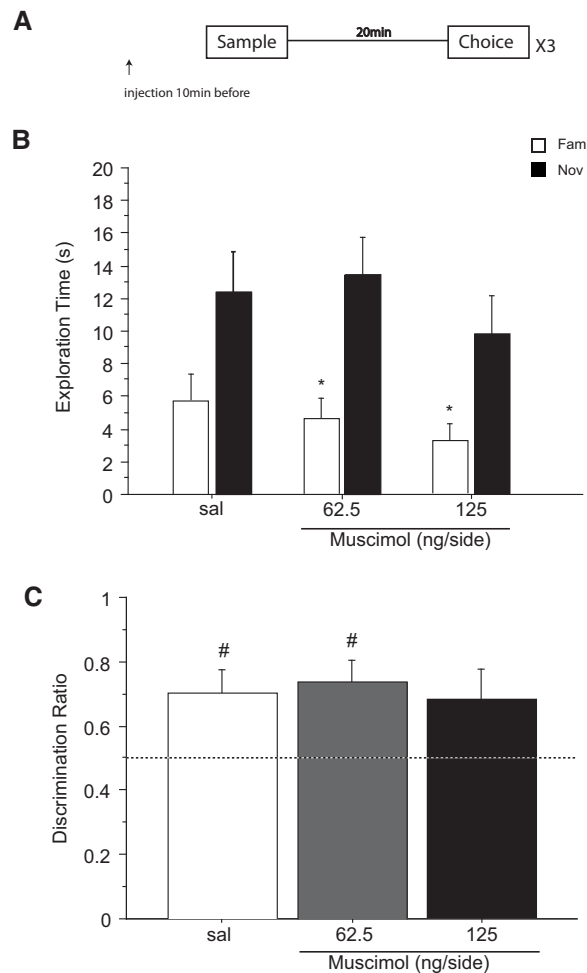 A
Sample
20min
Choice
X3
injection 10min before
B
Fam
Nov
20
18
16
14
12
10
8
6
4
2
0
Exploration Time (s)
*
*
sal
62.5
125
Muscimol (ng/side)
C
1
0.8
0.6
0.4
0.2
0
Discrimination Ratio
#
#
sal
62.5
125
Muscimol (ng/side)